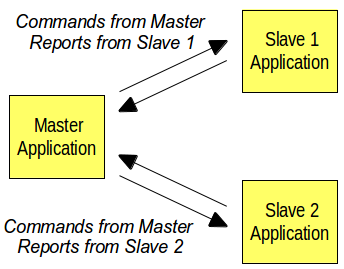 Commands from Master
Reports from Slave 1
Slave 1
Application
Master
Application
Slave 2
Application
Commands from Master
Reports from Slave 2